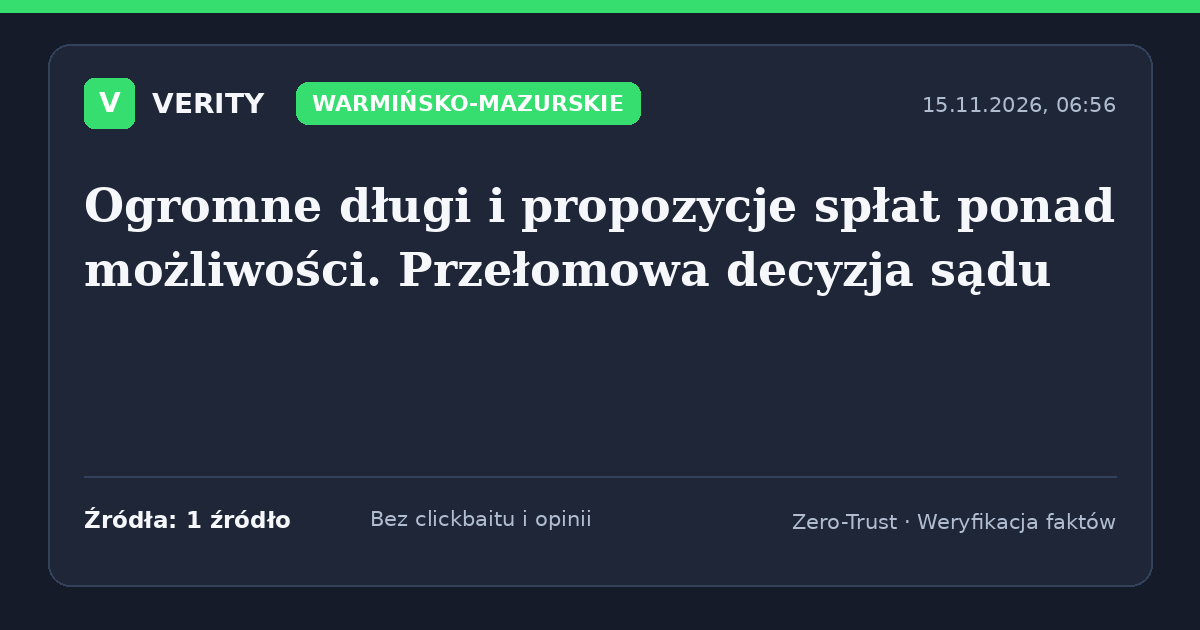 V VERITY WARMIŃSKO-MAZURSKIE 15.11.2026, 06:56
Ogromne długi i propozycje spłat ponad
możliwości. Przełomowa decyzja sądu
Źródła: 1 źródło Bez clickbaitu i opinii Zero-Trust · Weryfikacja faktów